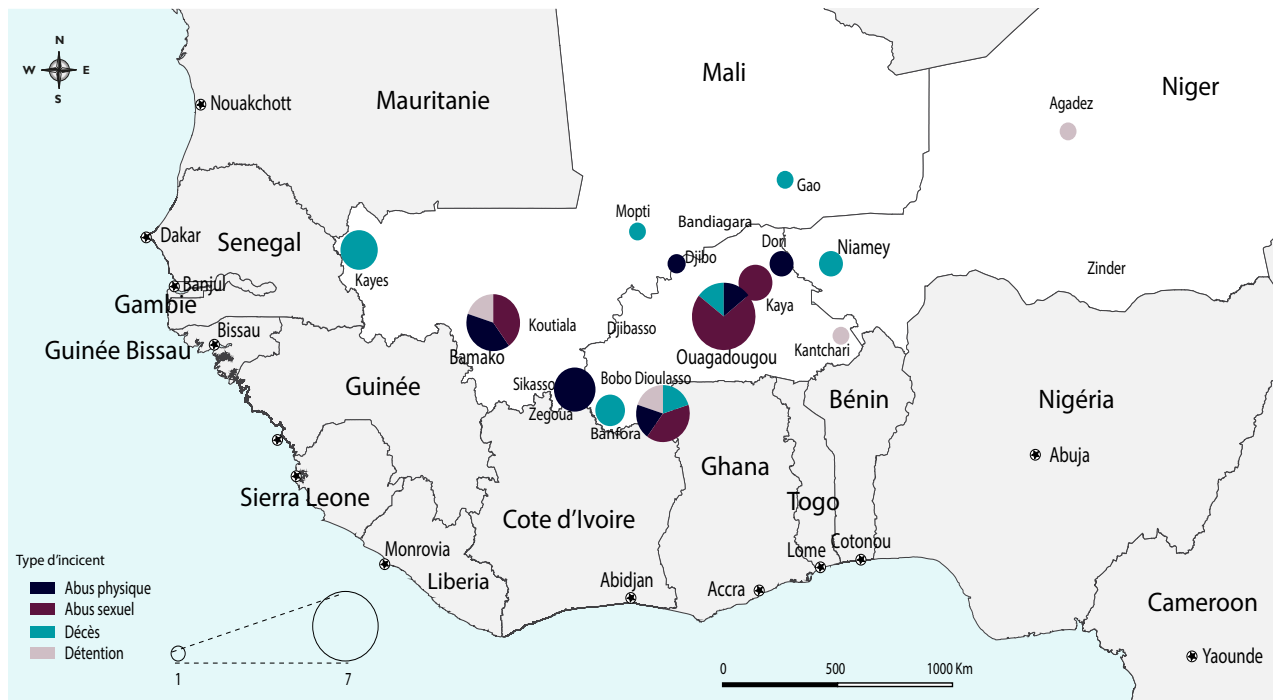 N
W E
S
Mali
Niger
Mauritanie
Nouakchott
Agadez
Gao
Mopti
Bandiagara
Dakar
Senegal
Dori
Niamey
Djibo
Zinder
Kayes
Banjul
Gambie
Kaya
Bissau
Koutiala
Djibasso
Guinée Bissau
Bamako
Ouagadougou
Kantchari
Guinée
Sikasso
Bobo Dioulasso
Zegoua
Banfora
Bénin
Nigéria
Abuja
Ghana
Sierra Leone
Togo
Cote d’Ivoire
Monrovia
Lome
Cotonou
Liberia
Abidjan
Accra
Cameroon
Yaounde
Type d’incicent
Abus physique
Abus sexuel
Décès
Détention
1 7
0 500 1000 Km